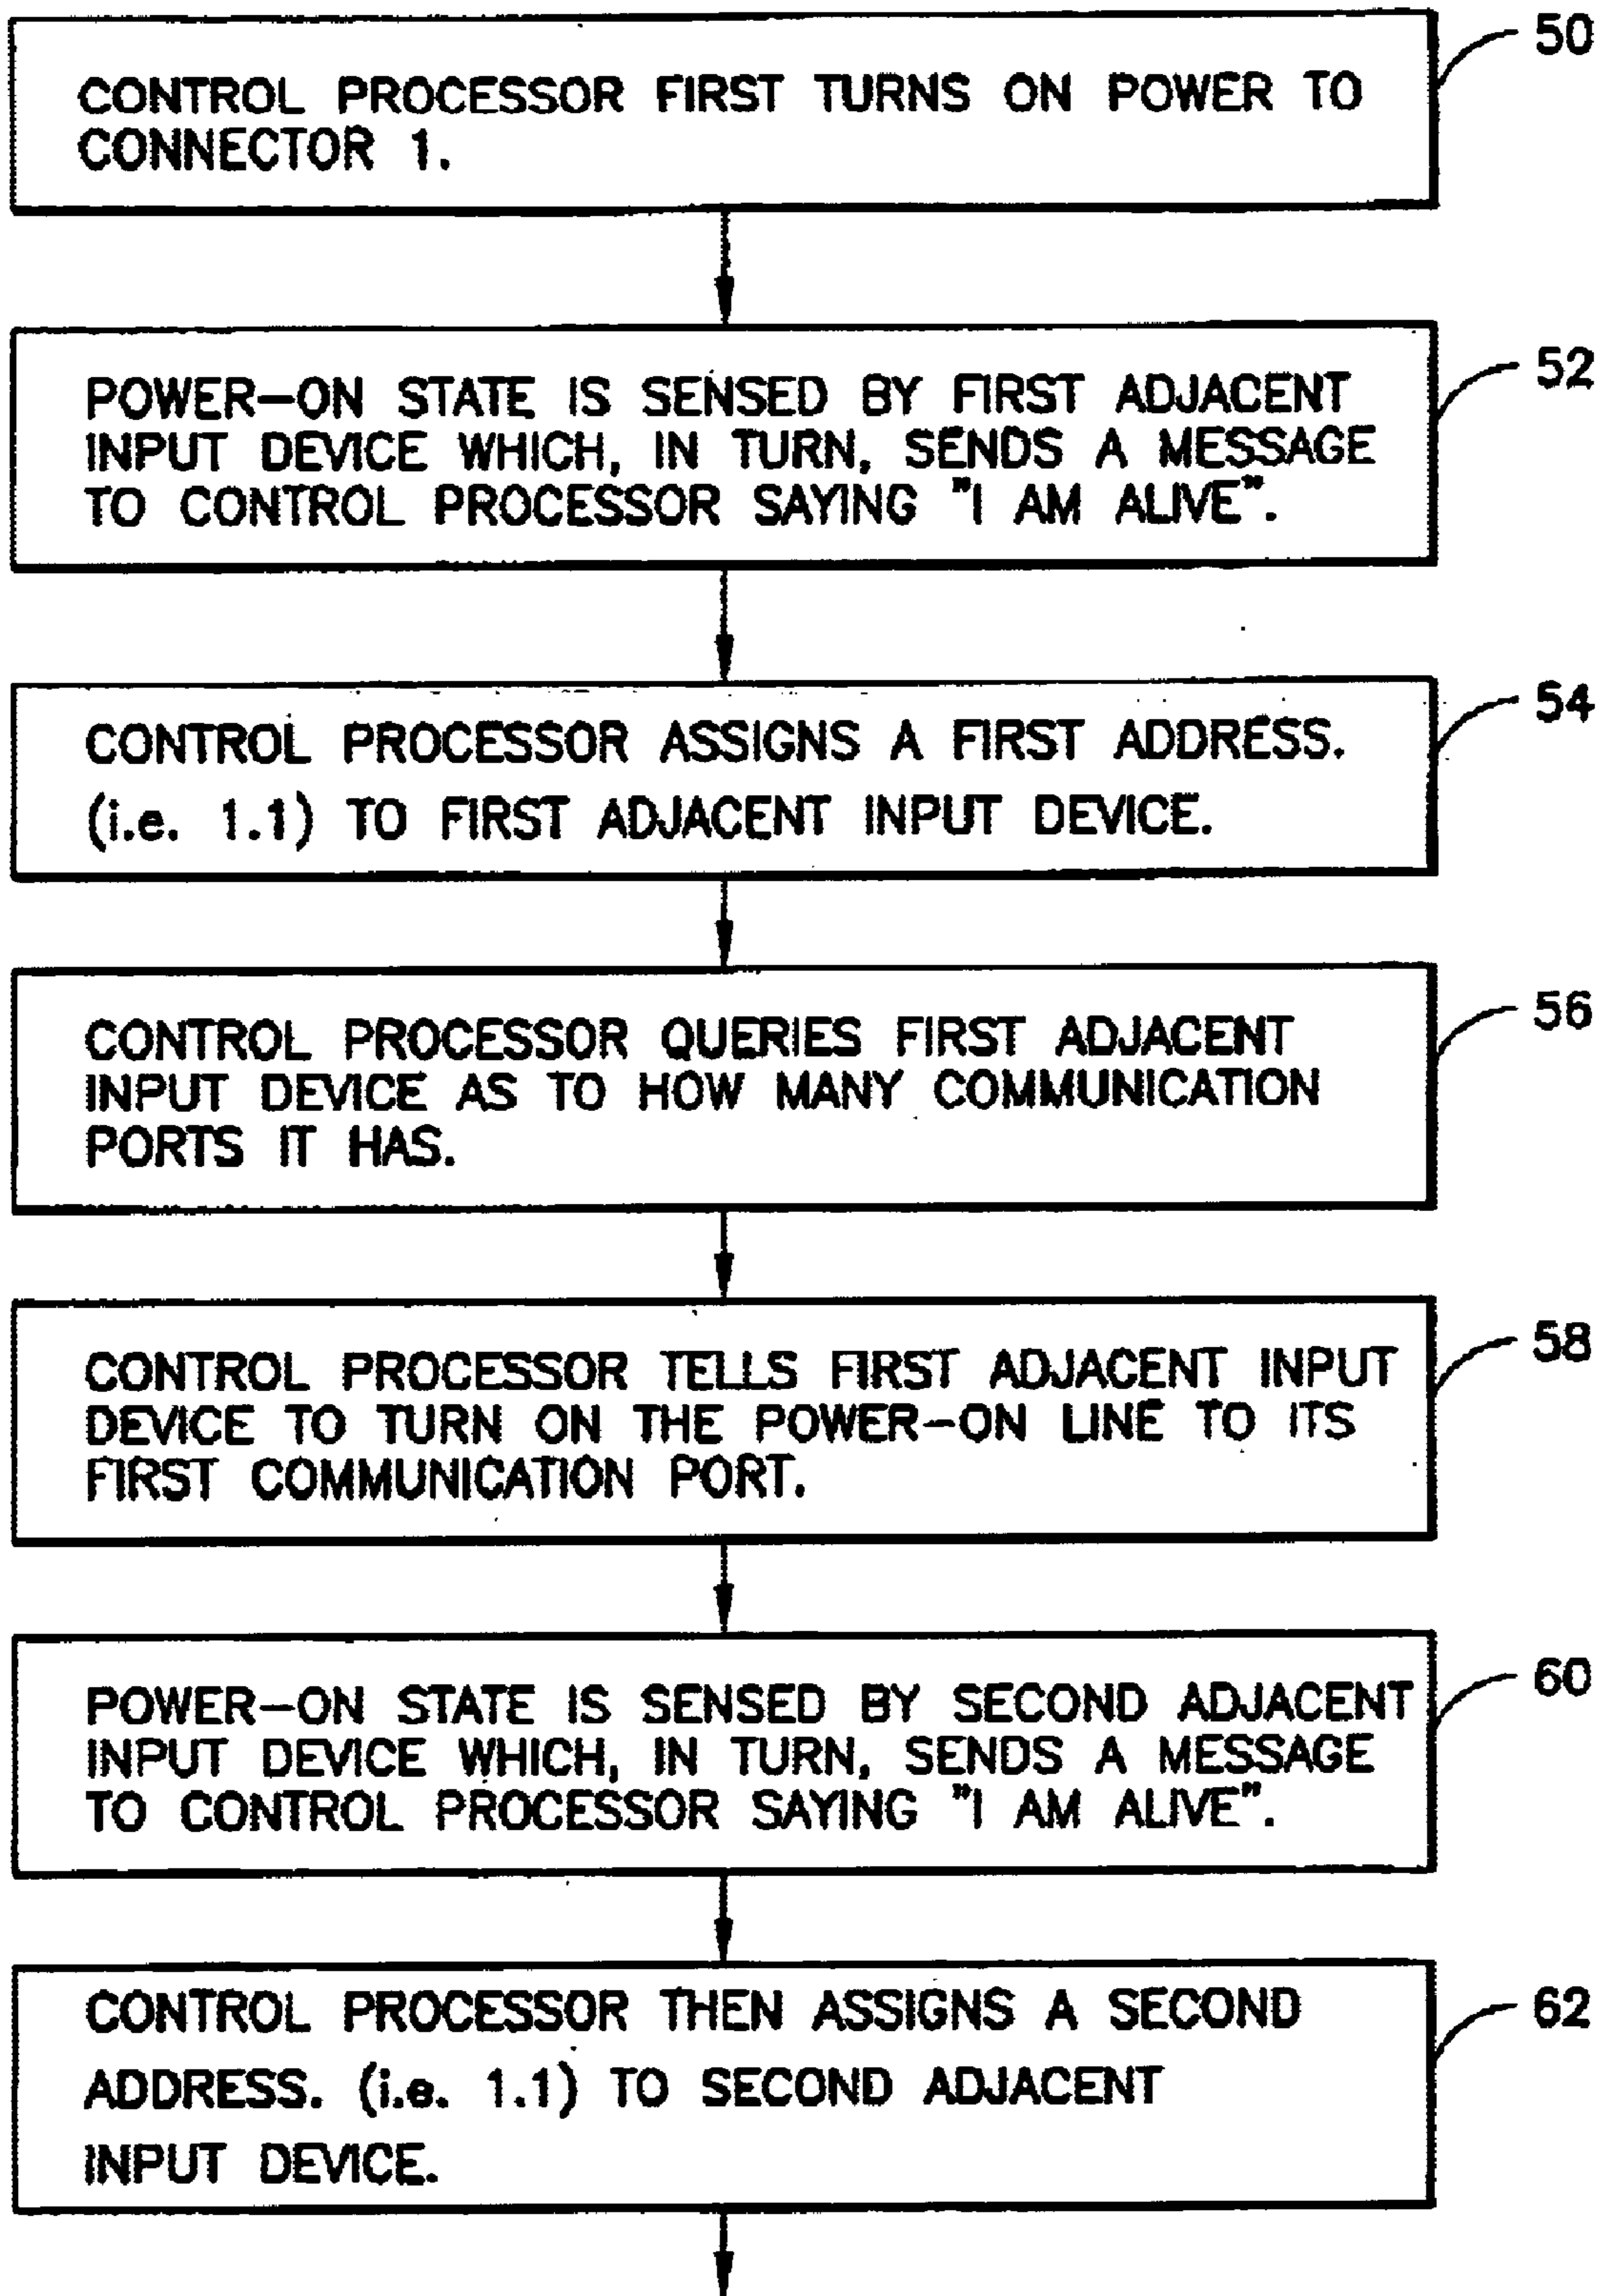 50
CONTROL PROCESSOR FIRST TURNS ON POWER TO
CONNECTOR 1.
52
POWER-ON STATE IS SENSED BY FIRST ADJACENT
INPUT DEVICE WHICH, IN TURN, SENDS A MESSAGE
TO CONTROL PROCESSOR SAYING "I AM ALIVE".
54
CONTROL PROCESSOR ASSIGNS A FIRST ADDRESS.
(i.e. 1.1) TO FIRST ADJACENT INPUT DEVICE.
56
CONTROL PROCESSOR QUERIES FIRST ADJACENT
INPUT DEVICE AS TO HOW MANY COMMUNICATION
PORTS IT HAS.
58
CONTROL PROCESSOR TELLS FIRST ADJACENT INPUT
DEVICE TO TURN ON THE POWER-ON LINE TO ITS
FIRST COMMUNICATION PORT.
60
POWER-ON STATE IS SENSED BY SECOND ADJACENT
INPUT DEVICE WHICH, IN TURN, SENDS A MESSAGE
TO CONTROL PROCESSOR SAYING "I AM ALIVE".
62
CONTROL PROCESSOR THEN ASSIGNS A SECOND
ADDRESS. (i.e. 1.1) TO SECOND ADJACENT
INPUT DEVICE.